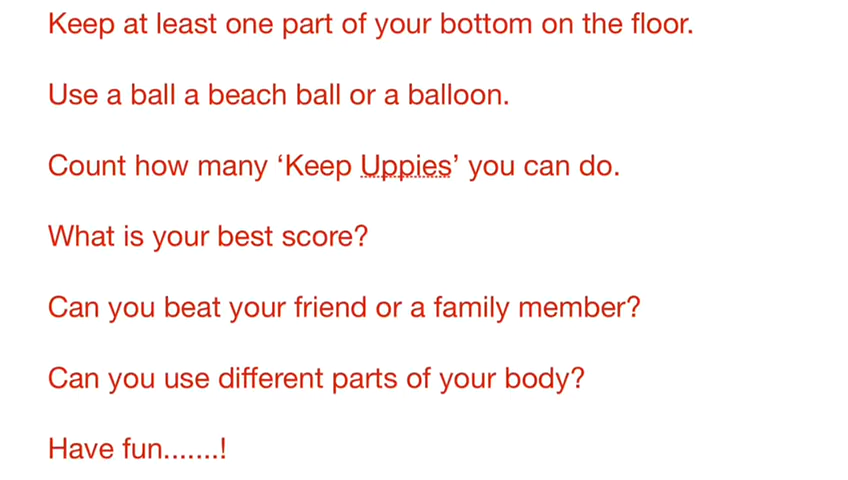 Keep at least one part of your bottom on the floor.
Use a ball a beach ball or a balloon.
Count how many ‘Keep Uppies’ you can do.
What is your best score?
Can you beat your friend or a family member?
Can you use different parts of your body?
Have fun.......!